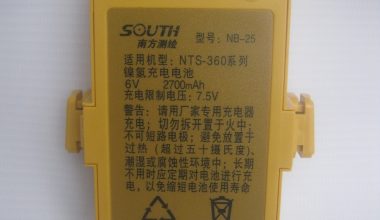 SOUTH
南方测绘
型号: NB-25
适用机型: NTS-360系列
镍氢充电电池
6V 2700mAh
充电限制电压: 7.5V
警告: 请用厂家专用充电器
充电; 切勿拆开置于火中,
不可短路电极; 避免放置于
过热（超过五十摄氏度）、
潮湿或腐蚀性环境中; 长期
不用时应定期对电池进行充
电, 以免缩短电池使用寿命